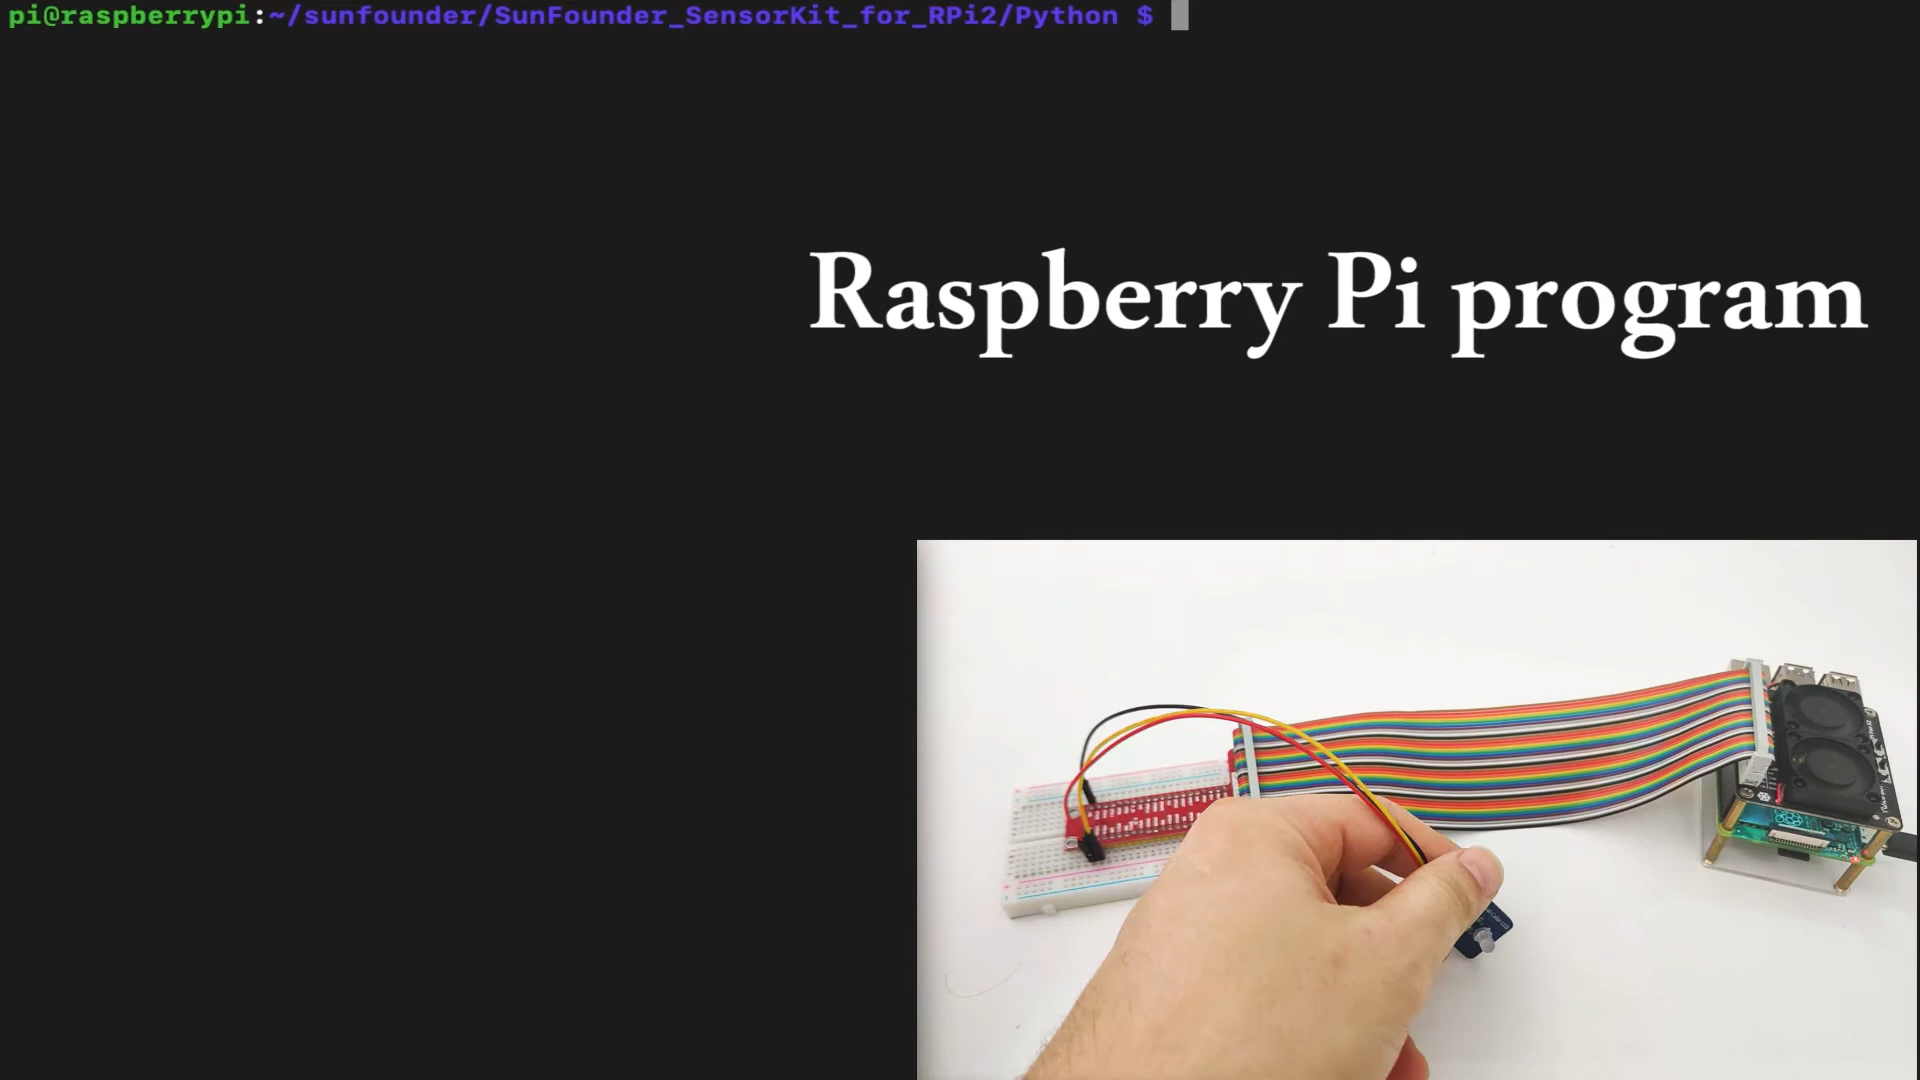 pi@raspberrypi:~/sunfounder/SunFounder_SensorKit_for_RPi2/Python $
Raspberry Pi program